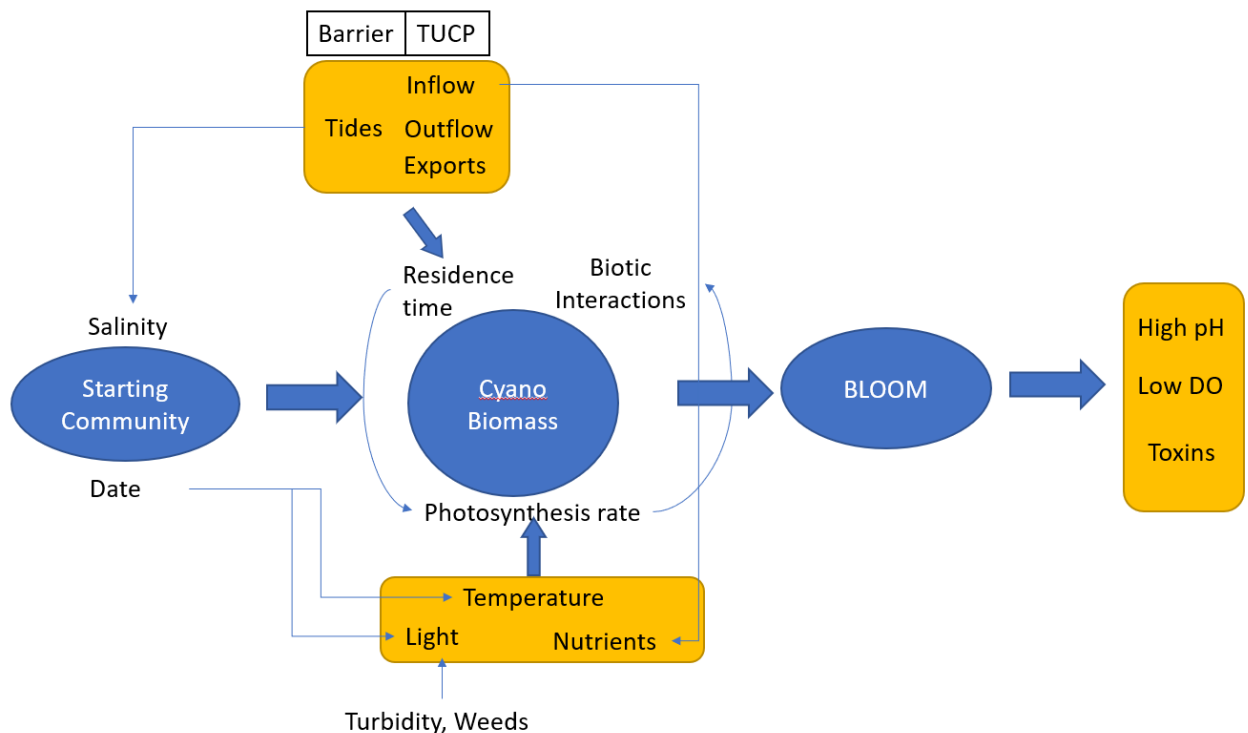 Barrier TUCP
Inflow
Tides Outflow
Exports
Residence
time
Biotic
Interactions
Salinity
Starting
Community
Cyano
Biomass
BLOOM
High pH
Low DO
Toxins
Date
Photosynthesis rate
Temperature
Light
Nutrients
Turbidity, Weeds